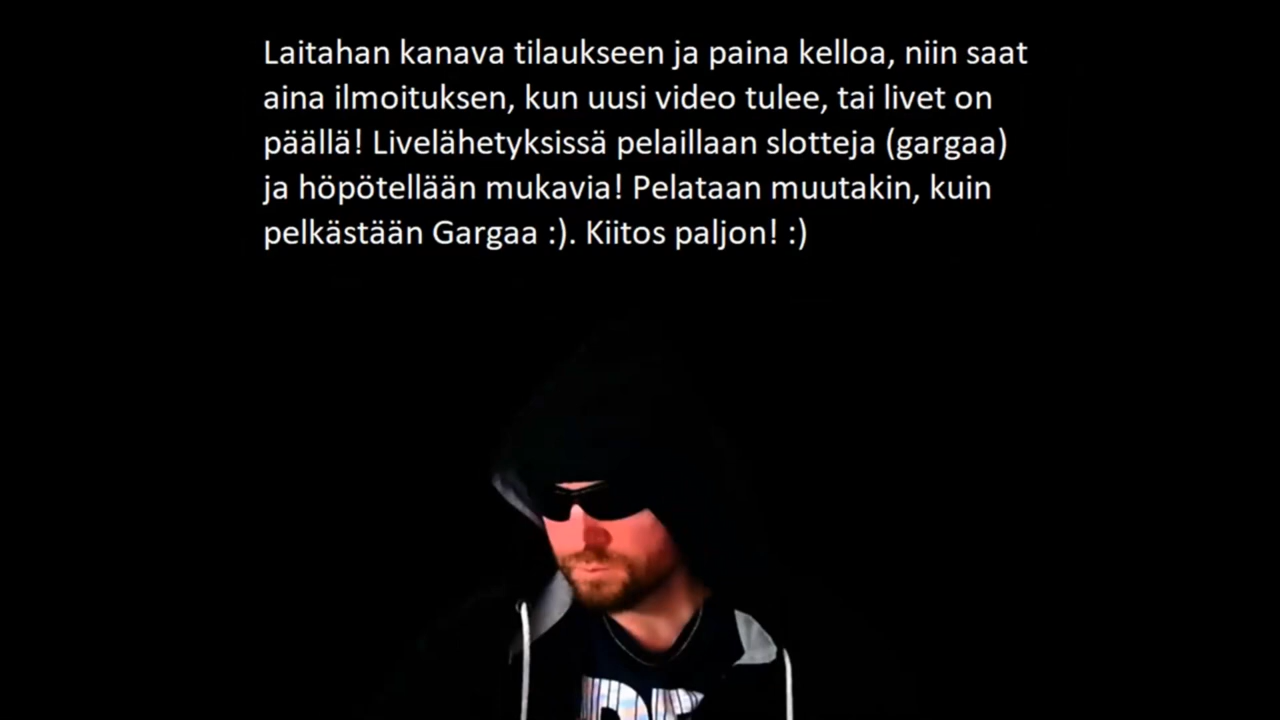 Laitahan kanava tilaukseen ja paina kelloa, niin saat
aina ilmoituksen, kun uusi video tulee, tai livet on
päällä! Livelähetyksissä pelaillaan slotteja (gargaa)
ja höpötellään mukavia! Pelataan muutakin, kuin
pelkästään Gargaa :). Kiitos paljon! :)